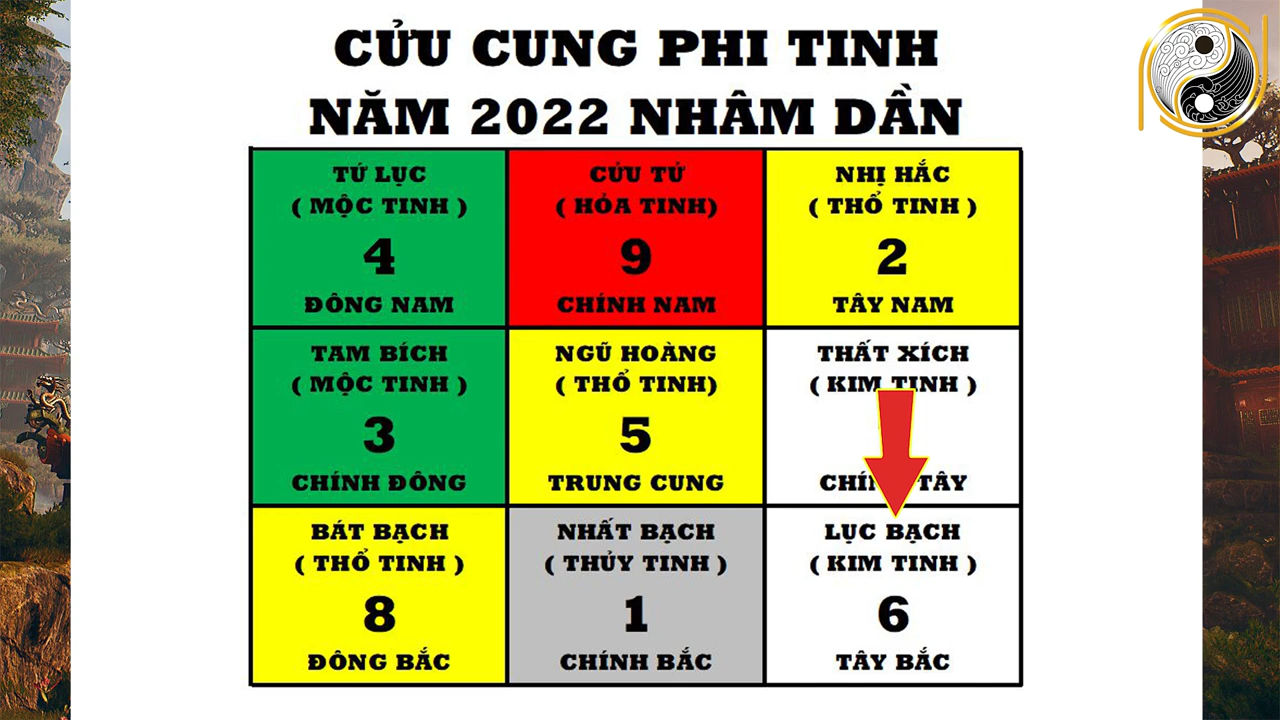 CỬU CUNG PHI TINH
NĂM 2022 NHÂM DẦN
TỨ LỤC
( MỘC TINH )
4
ĐÔNG NAM
CỬU TỬ
( HỎA TINH)
9
CHÍNH NAM
NHỊ HẮC
( THỔ TINH )
2
TÂY NAM
TAM BÍCH
( MỘC TINH )
3
CHÍNH ĐÔNG
NGŨ HOÀNG
( THỔ TINH)
5
TRUNG CUNG
THẤT XÍCH
( KIM TINH )
TÂY
BÁT BẠCH
( THỔ TINH )
8
ĐÔNG BẮC
NHẤT BẠCH
( THỦY TINH )
1
CHÍNH BẮC
LỤC BẠCH
( KIM TINH )
6
TÂY BẮC